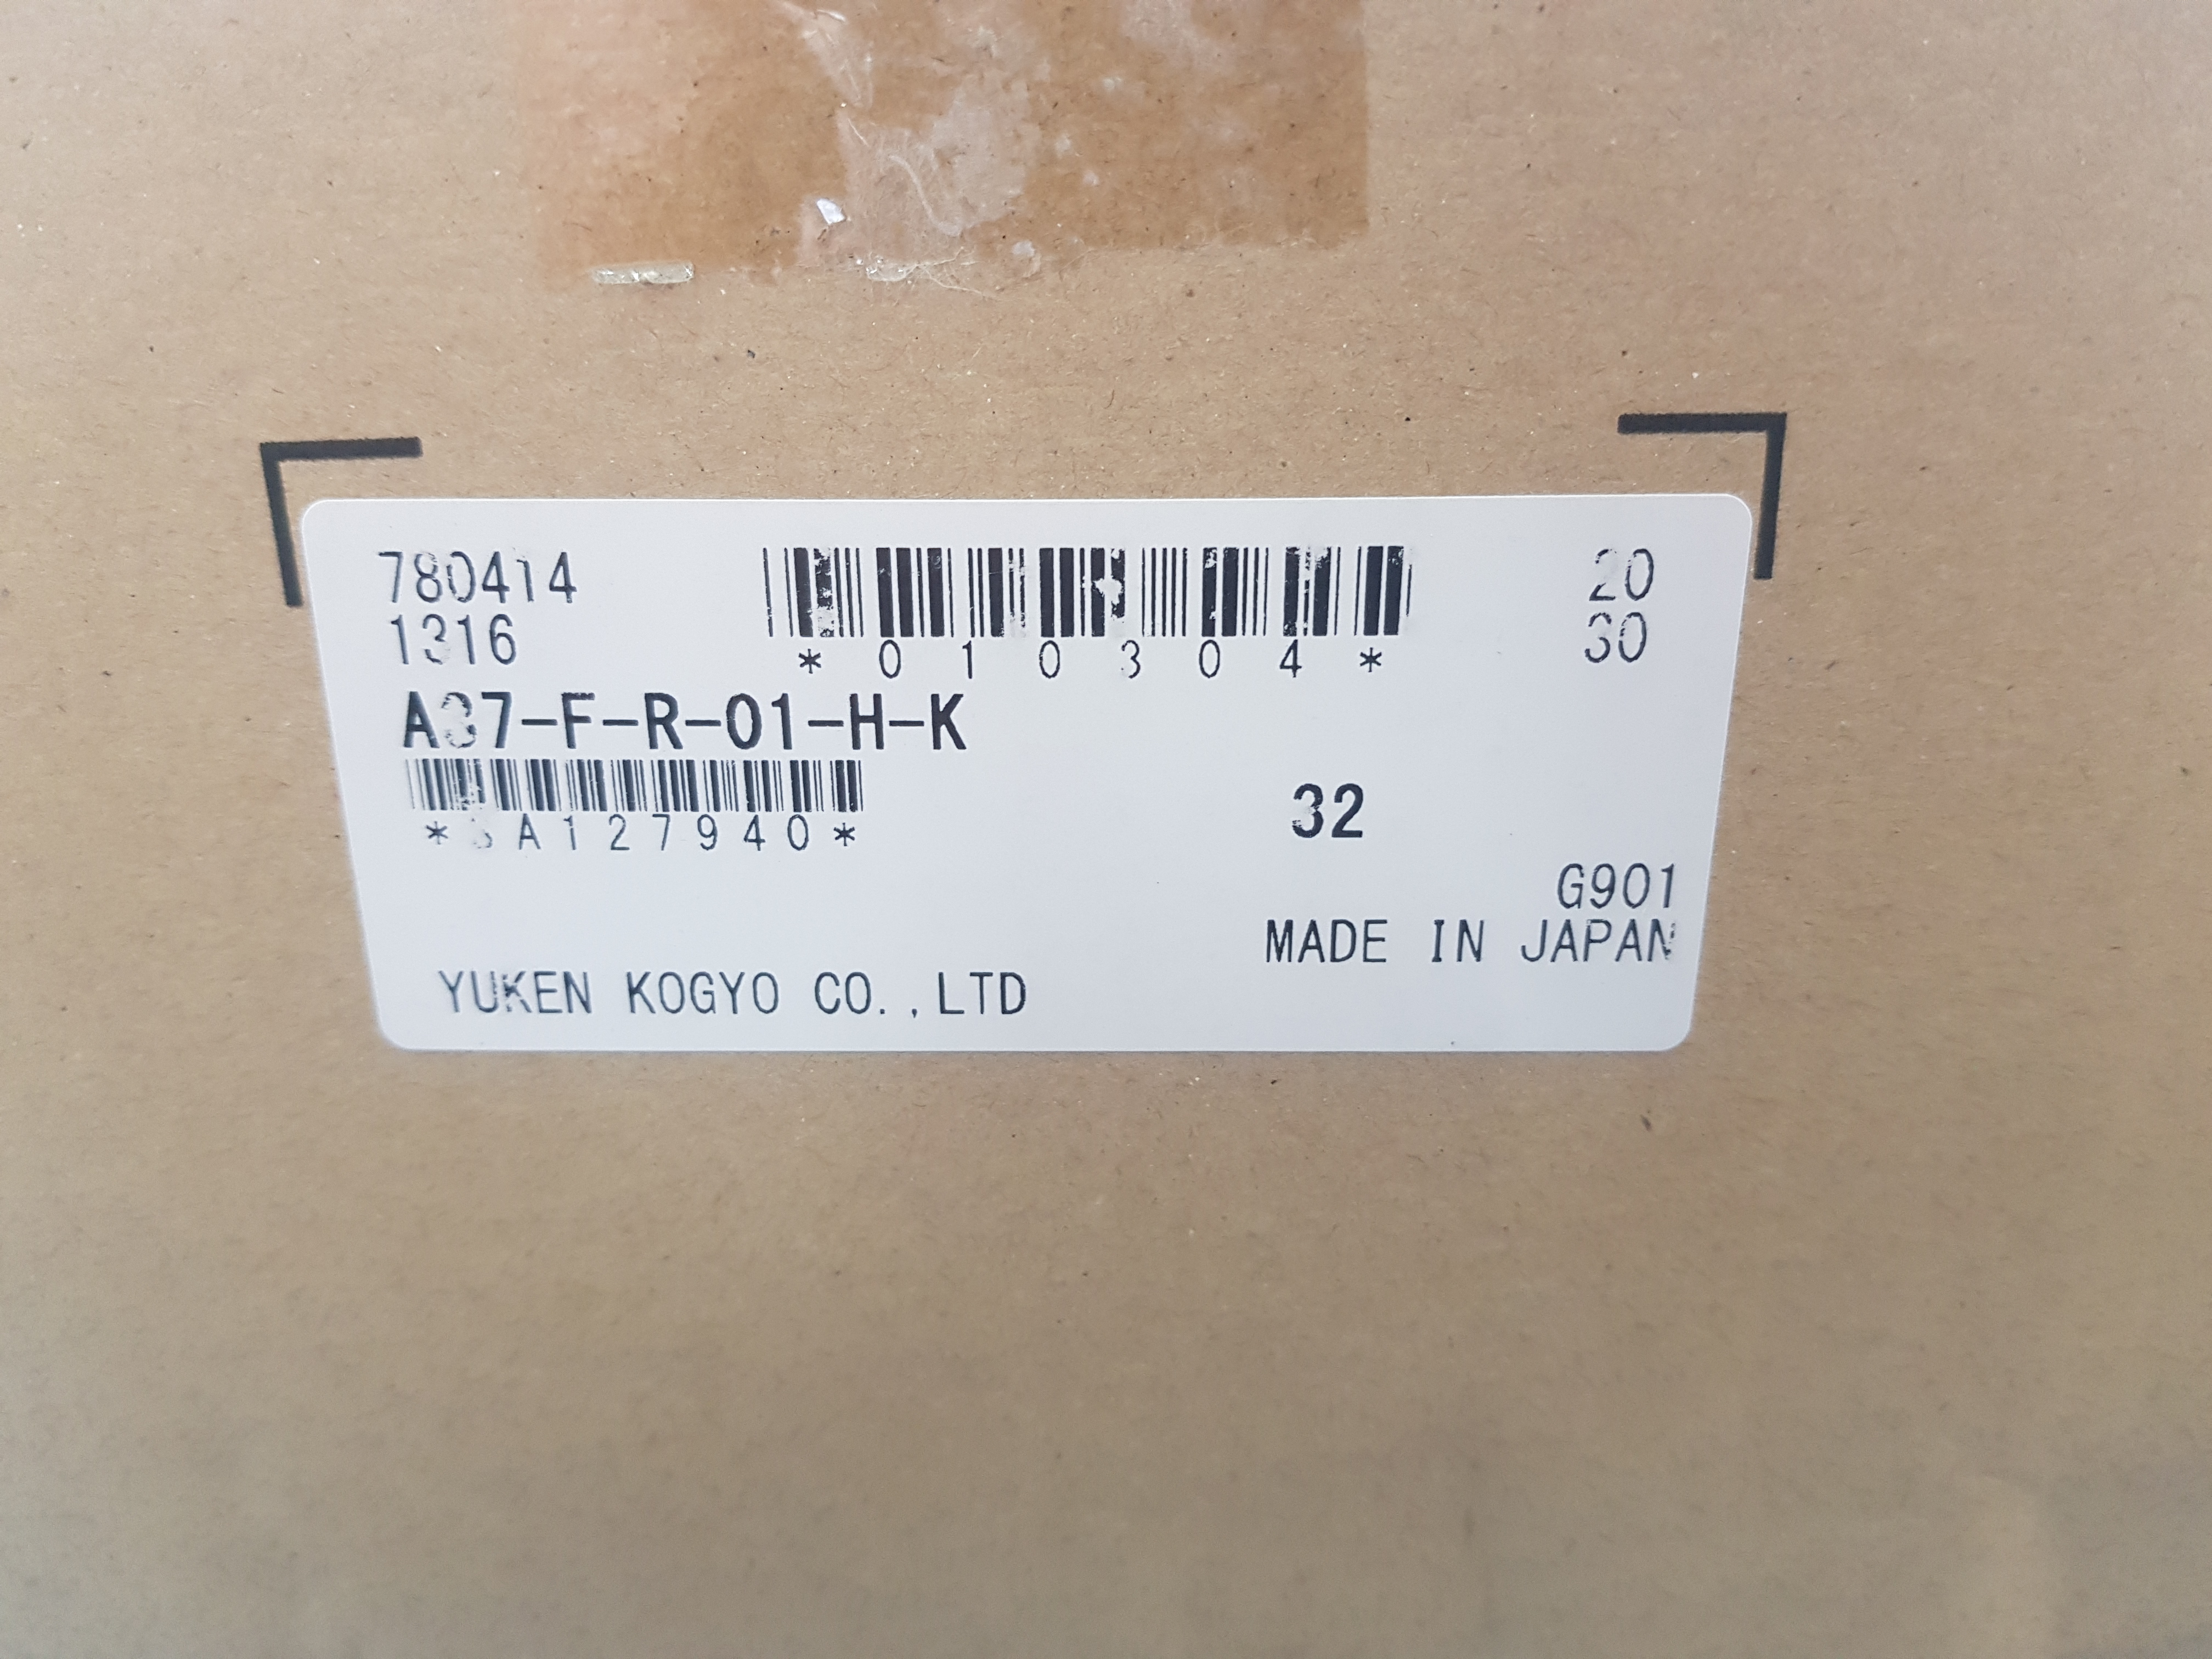 780414
20
1316
*010304*
30
A37-F-R-01-H-K
32
G901
MADE IN JAPAN
YUKEN KOGYO CO.,LTD